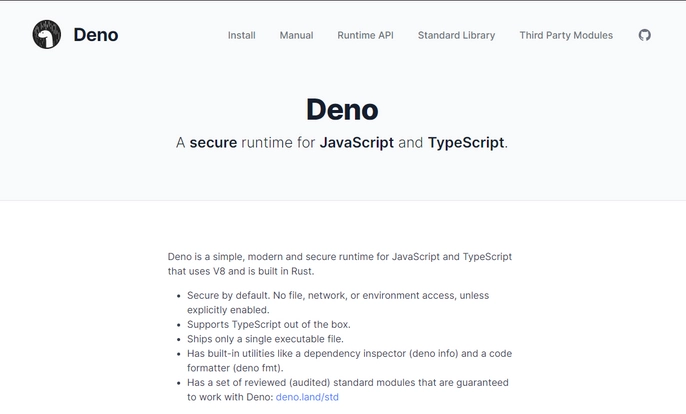 Deno
Install
Manual
Runtime API
Standard Library
Third Party Modules
Deno
A secure runtime for JavaScript and TypeScript.
Deno is a simple, modern and secure runtime for JavaScript and TypeScript
that uses V8 and is built in Rust.
Secure by default. No file, network, or environment access, unless
explicitly enabled.
Supports TypeScript out of the box.
Ships only a single executable file.
Has built-in utilities like a dependency inspector (deno info) and a code
formatter (deno fmt).
Has a set of reviewed (audited) standard modules that are guaranteed
to work with Deno: deno.land/std